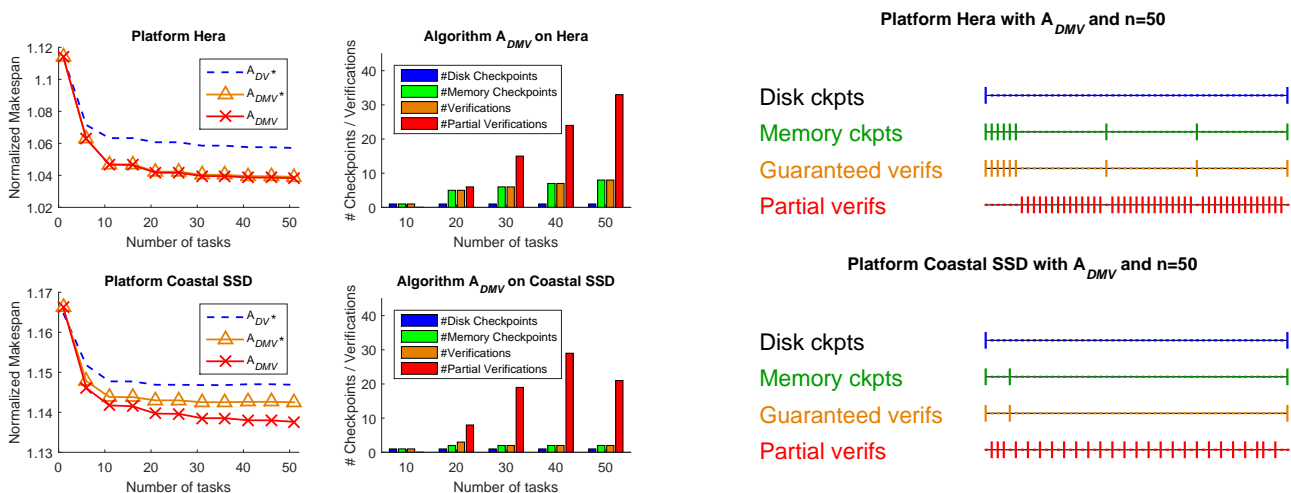 Platform Hera
Normalized Makespan
1.12
1.1
1.08
1.06
1.04
1.02
0 10 20 30 40 50
Number of tasks
A_DV*
A_DMV*
A_DMV
Algorithm A_DMV on Hera
# Checkpoints / Verifications
40
30
20
10
0
10 20 30 40 50
Number of tasks
#Disk Checkpoints
#Memory Checkpoints
#Verifications
#Partial Verifications
Platform Hera with A_DMV and n=50
Disk ckpts
Memory ckpts
Guaranteed verifs
Partial verifs
Platform Coastal SSD
Normalized Makespan
1.17
1.16
1.15
1.14
1.13
0 10 20 30 40 50
Number of tasks
A_DV*
A_DMV*
A_DMV
Algorithm A_DMV on Coastal SSD
# Checkpoints / Verifications
40
30
20
10
0
10 20 30 40 50
Number of tasks
#Disk Checkpoints
#Memory Checkpoints
#Verifications
#Partial Verifications
Platform Coastal SSD with A_DMV and n=50
Disk ckpts
Memory ckpts
Guaranteed verifs
Partial verifs